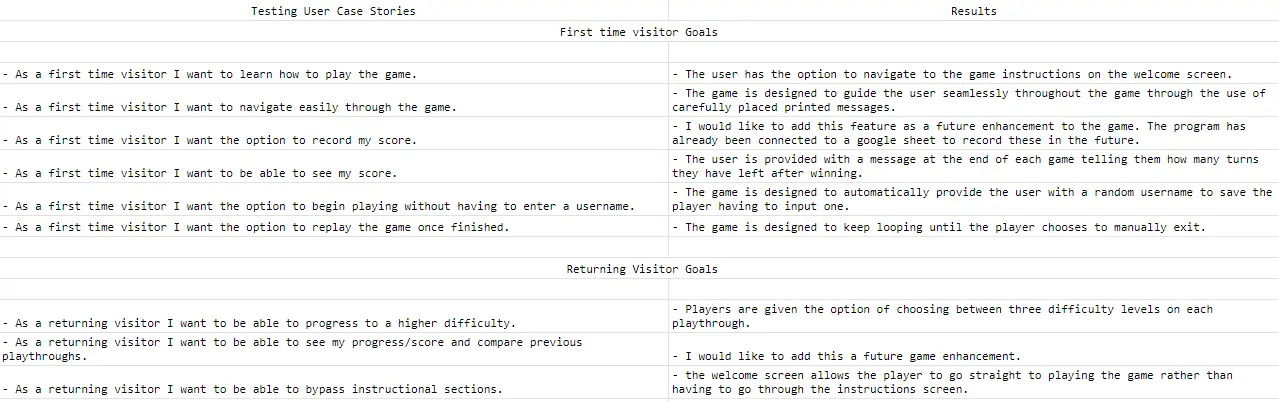 Testing User Case Stories
Results
First time visitor Goals
- As a first time visitor I want to learn how to play the game.
- The user has the option to navigate to the game instructions on the welcome screen.
- As a first time visitor I want to navigate easily through the game.
- The game is designed to guide the user seamlessly throughout the game through the use of
carefully placed printed messages.
- As a first time visitor I want the option to record my score.
- I would like to add this feature as a future enhancement to the game. The program has
already been connected to a google sheet to record these in the future.
- As a first time visitor I want to be able to see my score.
- The user is provided with a message at the end of each game telling them how many turns
they have left after winning.
- As a first time visitor I want the option to begin playing without having to enter a username.
- The game is designed to automatically provide the user with a random username to save the
player having to input one.
- As a first time visitor I want the option to replay the game once finished.
- The game is designed to keep looping until the player chooses to manually exit.
Returning Visitor Goals
- As a returning visitor I want to be able to progress to a higher difficulty.
- Players are given the option of choosing between three difficulty levels on each
playthrough.
- As a returning visitor I want to be able to see my progress/score and compare previous
playthroughs.
- I would like to add this a future game enhancement.
- As a returning visitor I want to be able to bypass instructional sections.
- the welcome screen allows the player to go straight to playing the game rather than
having to go through the instructions screen.